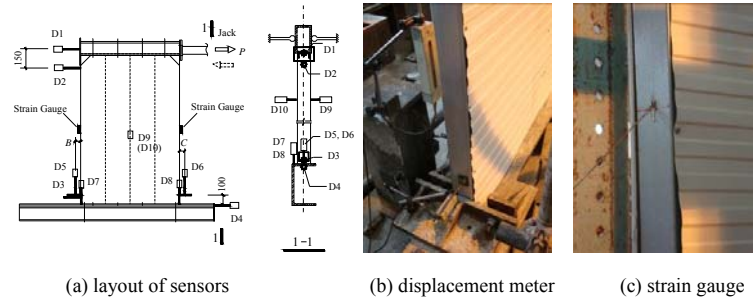 1
D1
Jack
P
150
D2
Strain Gauge
Strain Gauge
D9
(D10)
B
C
D5
D6
D3
D7
D8
100
D4
1
D1
D2
D10
D9
D7
D5, D6
D8
D3
D4
1-1
(a) layout of sensors
(b) displacement meter
(c) strain gauge